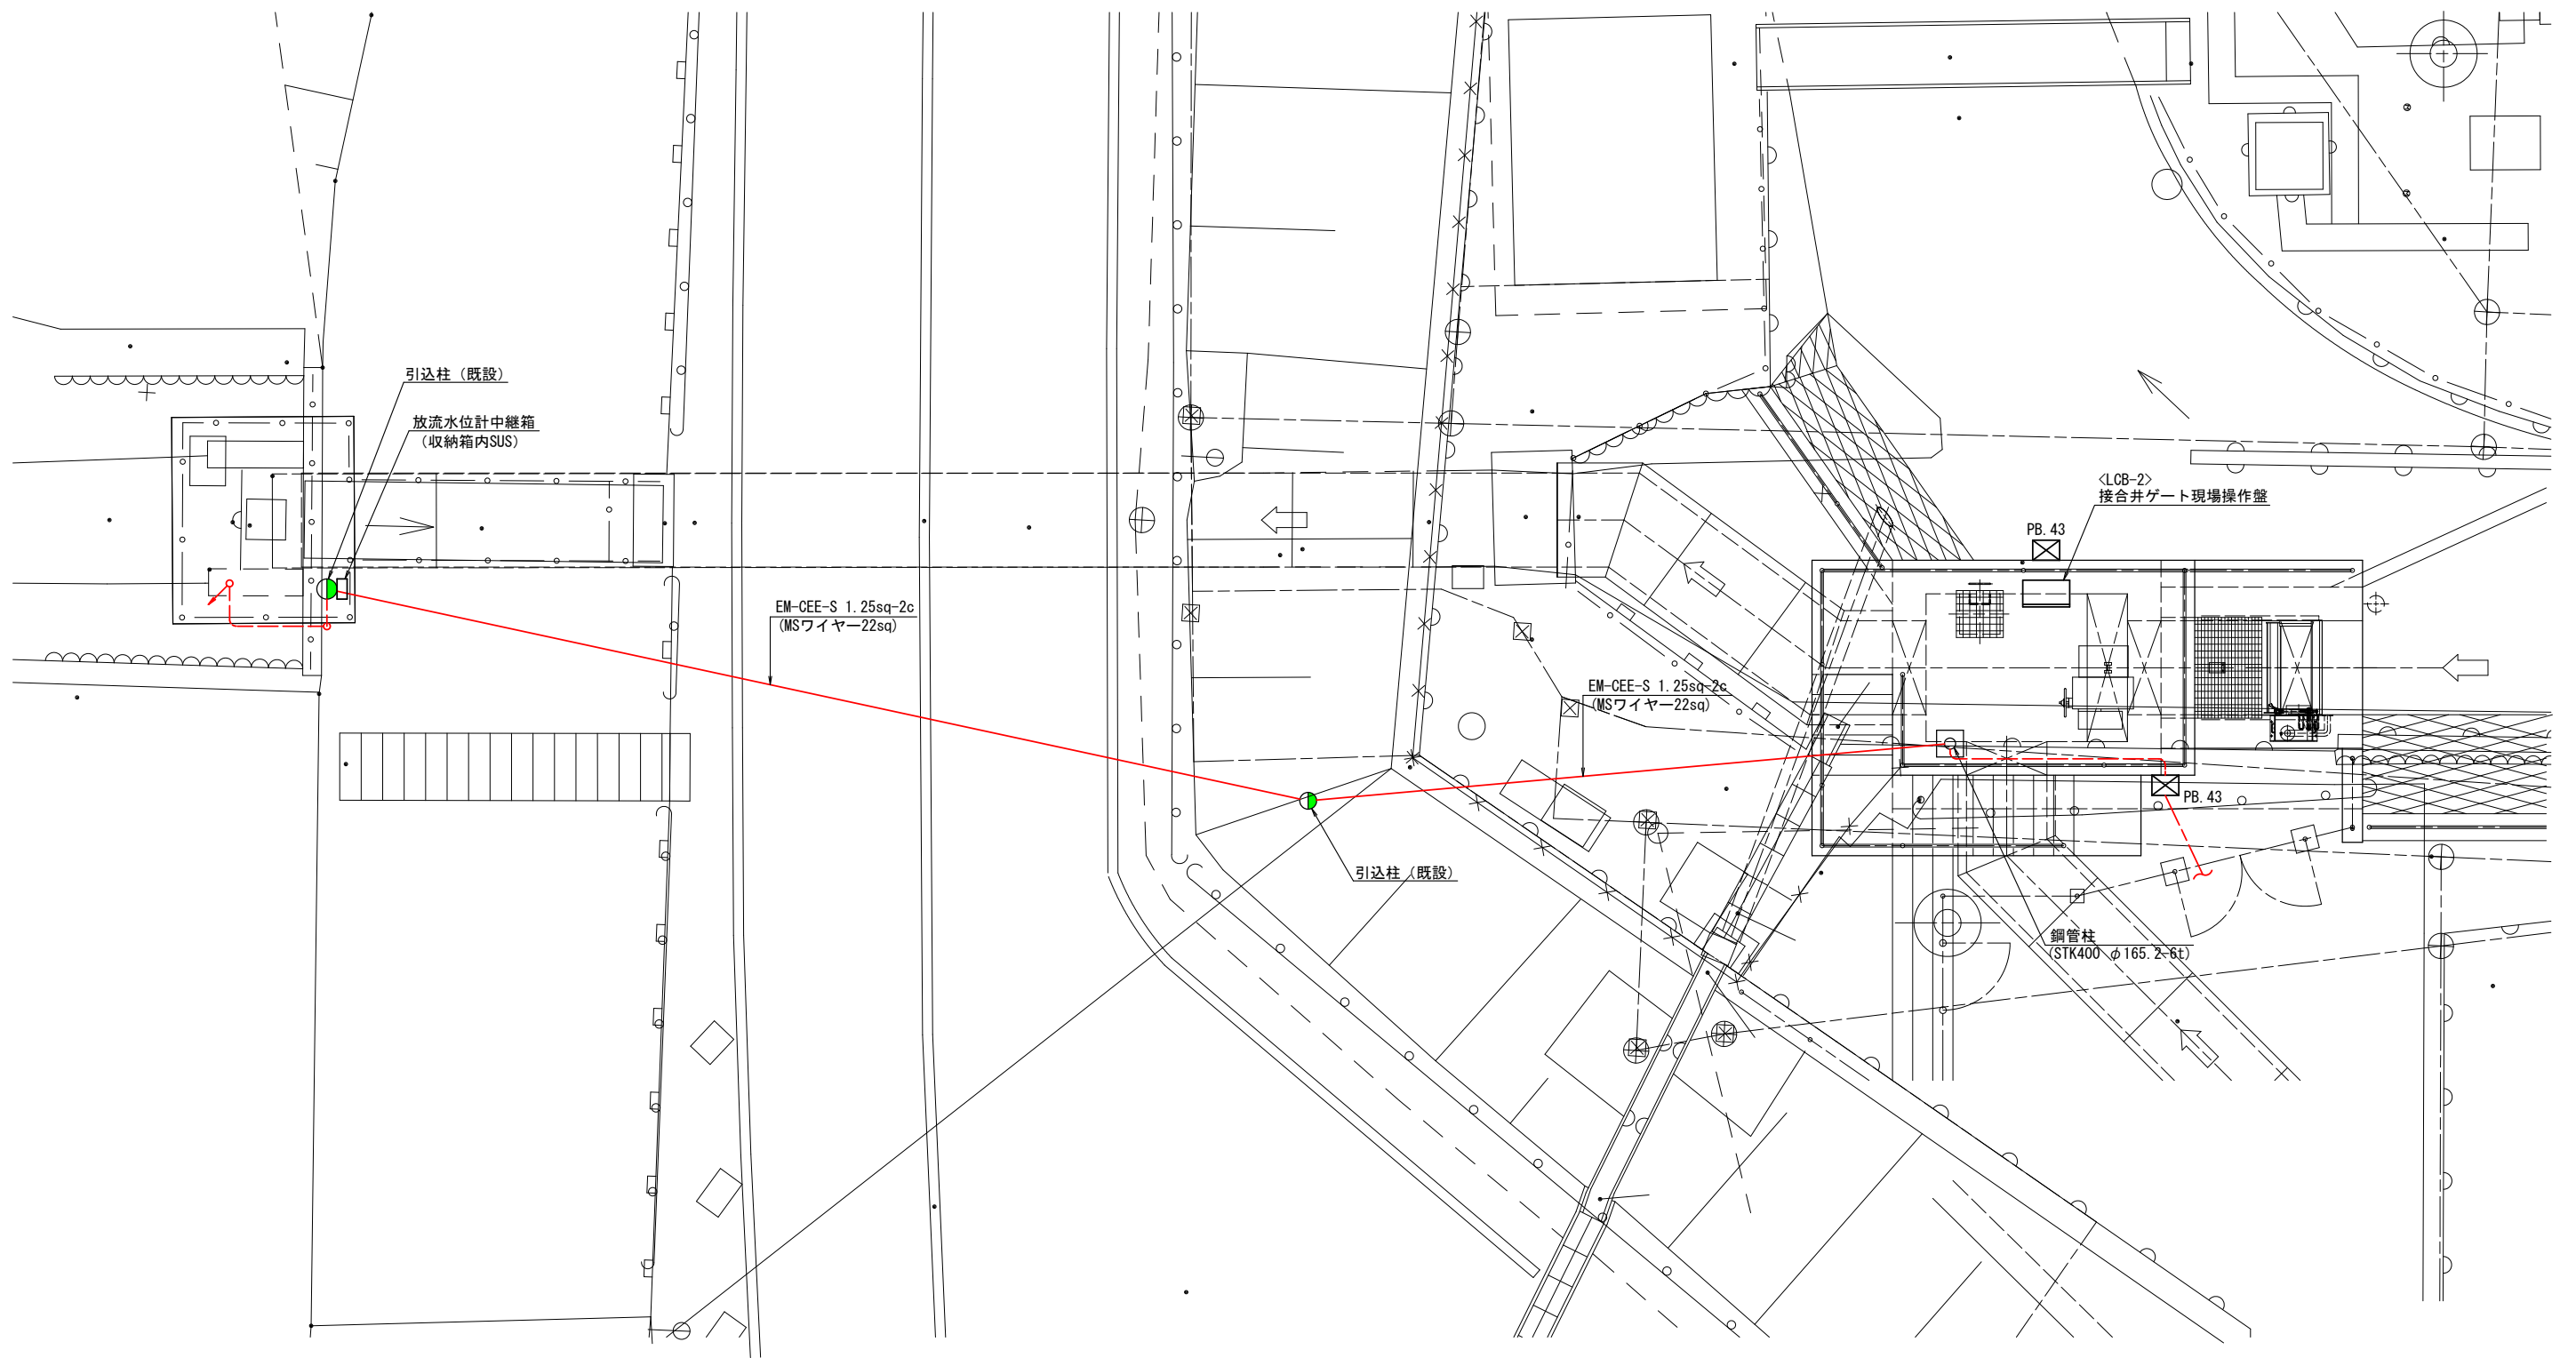 引込柱（既設）
放流水位計中継箱
（収納箱内SUS）
<LCB-2>
接合井ゲート現場操作盤
PB.43
EM-CEE-S 1.25sq-2c
(MSワイヤー22sq)
EM-CEE-S 1.25sq-2c
(MSワイヤー22sq)
PB.43
引込柱（既設）
鋼管柱
(STK400 φ165.2-6t)